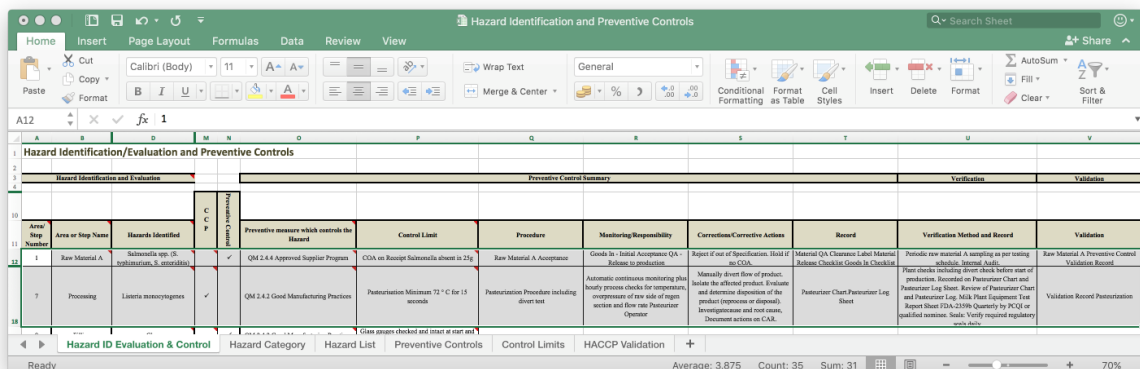 Hazard Identification and Preventive Controls
Search Sheet
Home Insert Page Layout Formulas Data Review View
Share
Paste
Cut
Copy
Format
Calibri (Body) 11 A A
B I U A
Wrap Text
Merge & Center
General
% )
Conditional Formatting
Format as Table
Cell Styles
Insert Delete Format
AutoSum
Fill
Clear
Sort & Filter
A12 fx 1
A B D M N O P Q R S T U V
1 Hazard Identification/Evaluation and Preventive Controls
2
3 Hazard Identification and Evaluation Preventive Control Summary Verification Validation
4
10
11
Area/
Step
Number
Area or Step Name
Hazards Identified
C
C
P
Preventive Control
Preventive measure which controls the
Hazard
Control Limit
Procedure
Monitoring/Responsibility
Corrections/Corrective Actions
Record
Verification Method and Record
Validation
12
1
Raw Material A
Salmonella spp. (S.
typhimurium, S. enteritidis)
✓
QM 2.4.4 Approved Supplier Program
COA on Receipt Salmonella absent in 25g
Raw Material A Acceptance
Goods In - Initial Acceptance QA -
Release to production
Reject if out of Specification. Hold if
no COA.
Material QA Clearance Label Material
Release Checklist Goods In Checklist
Periodic raw material A sampling as per testing
schedule. Internal Audit.
Raw Material A Preventive Control
Validation Record
18
7
Processing
Listeria monocytogenes
✓
QM 2.4.2 Good Manufacturing Practices
Pasteurisation Minimum 72 ° C for 15
seconds
Pasteurization Procedure including
divert test
Automatic continuous monitoring plus
hourly process checks for temperature,
overpressure of raw side of regen
section and flow rate Pasteurizer
Operator
Manually divert flow of product.
Isolate the affected product. Evaluate
and determine disposition of the
product (reprocess or disposal).
Investigatecause and root cause,
Document actions on CAR.
Pasteurizer Chart.Pasteurizer Log
Sheet
Plant checks including divert check before start of
production. Recorded on Pasteurizer Chart and
Pasteurizer Log Sheet. Review of Pasteurizer Chart
and Pasteurizer Log. Milk Plant Equipment Test
Report Sheet FDA-2359b Quarterly by PCQI or
qualified nominee. Seals: Verify required regulatory
seals daily
Validation Record Pasteurization
Glass gauges checked and intact at start and
Hazard ID Evaluation & Control Hazard Category Hazard List Preventive Controls Control Limits HACCP Validation +
Ready Average: 3.875 Count: 35 Sum: 31 70%